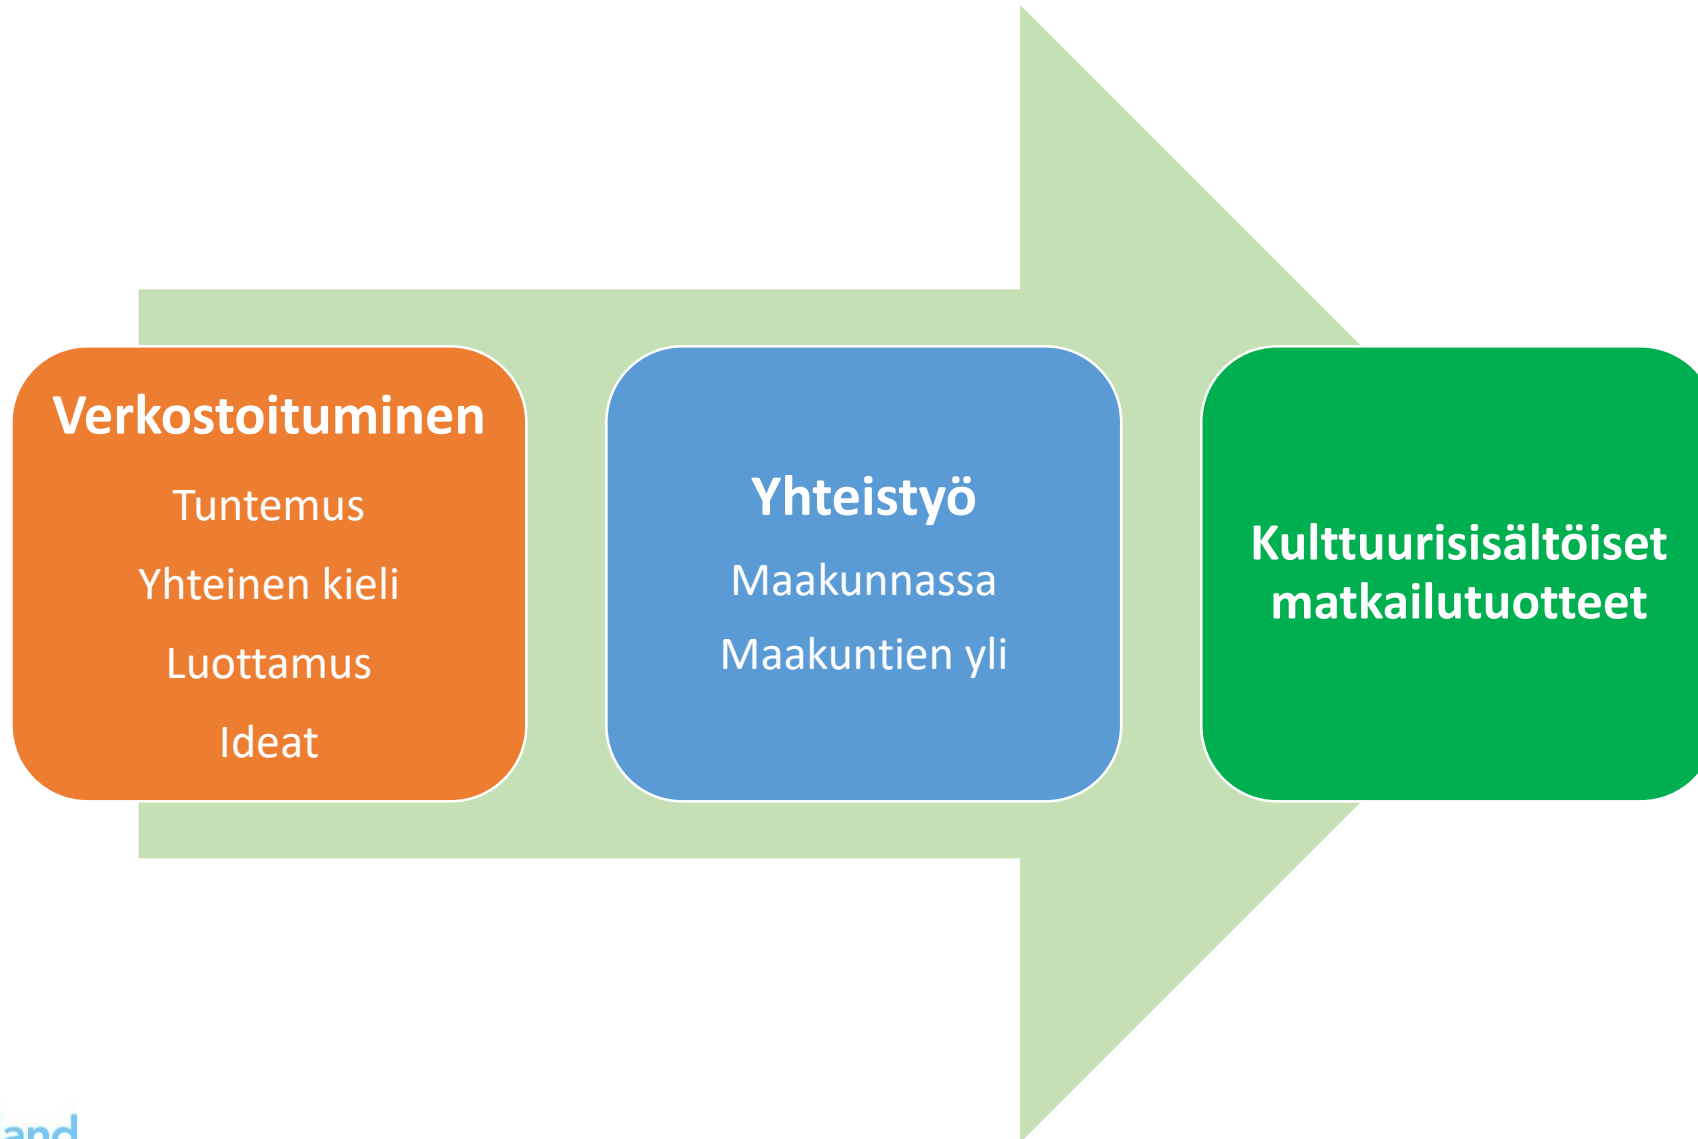 Verkostoituminen
Tuntemus
Yhteinen kieli
Luottamus
Ideat
Yhteistyö
Maakunnassa
Maakuntien yli
Kulttuurisisältöiset
matkailutuotteet